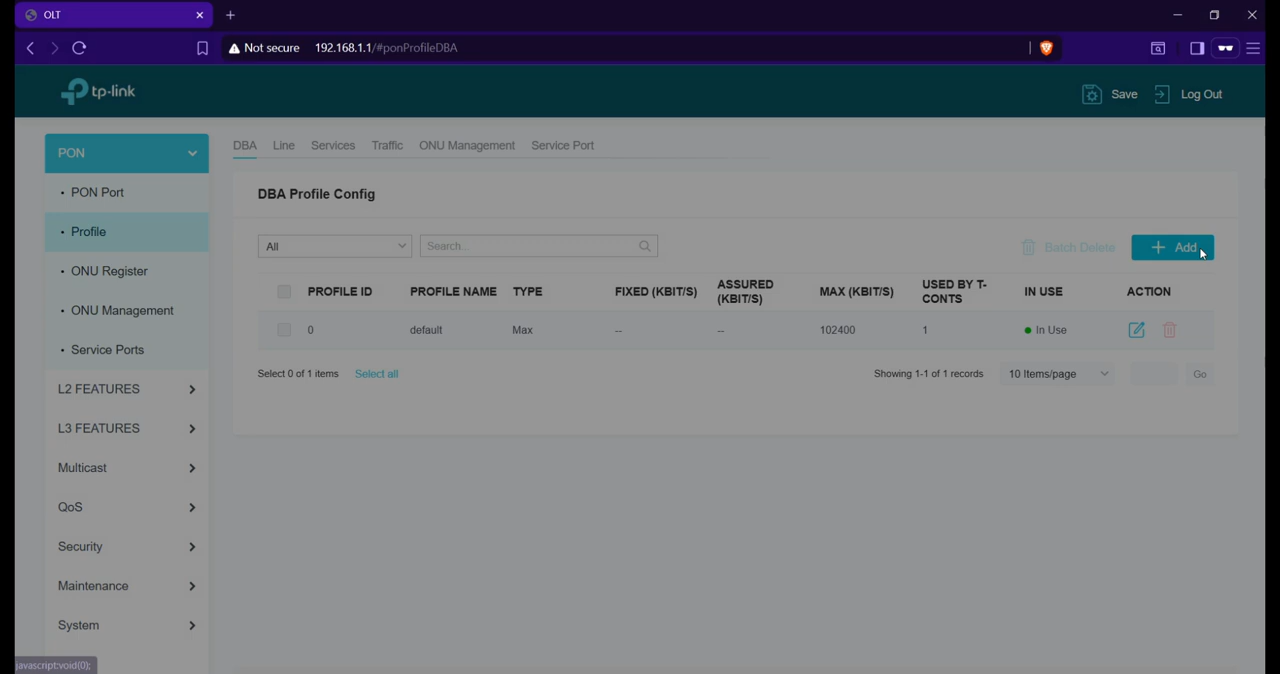 OLT
Not secure 192.168.1.1/#ponProfileDBA
tp-link
Save Log Out
PON
PON Port
Profile
ONU Register
ONU Management
Service Ports
L2 FEATURES
L3 FEATURES
Multicast
QoS
Security
Maintenance
System
javascript:void(0);
DBA Line Services Traffic ONU Management Service Port
DBA Profile Config
All Search... Batch Delete + Add
PROFILE ID PROFILE NAME TYPE FIXED (KBIT/S) ASSURED (KBIT/S) MAX (KBIT/S) USED BY T-CONTS IN USE ACTION
0 default Max -- -- 102400 1 In Use
Select 0 of 1 items Select all Showing 1-1 of 1 records 10 Items/page Go